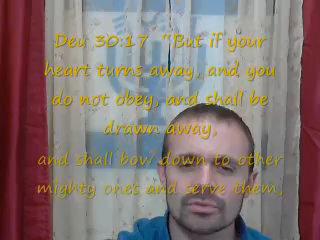 Deu 30:17 "But if your
heart turns away, and you
do not obey, and shall be
drawn away,
and shall bow down to other
mighty ones and serve them,